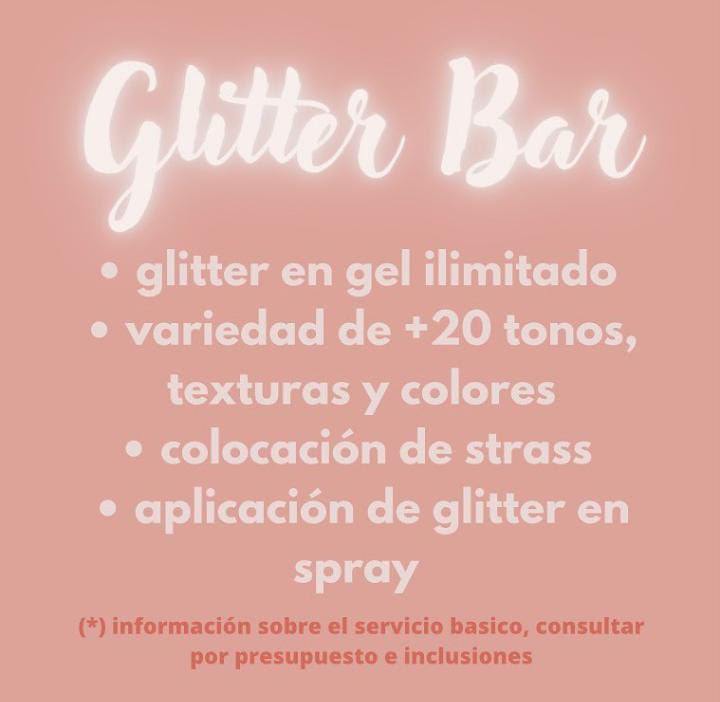 Glitter Bar
• glitter en gel ilimitado
• variedad de +20 tonos,
texturas y colores
• colocación de strass
• aplicación de glitter en
spray
(*) información sobre el servicio basico, consultar
por presupuesto e inclusiones